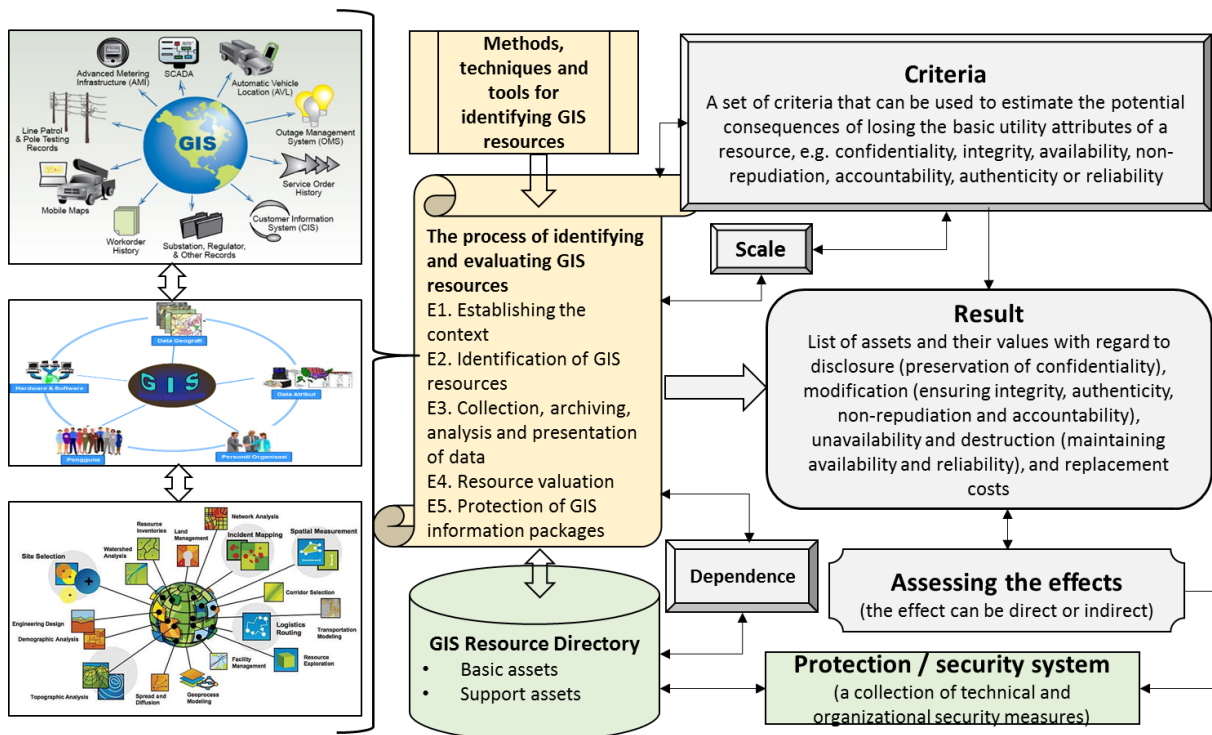 Advanced Metering
Infrastructure (AMI)
SCADA
Automatic Vehicle
Location (AVL)
Line Patrol
& Pole Testing
Records
GIS
Outage Management
System (OMS)
Service Order
History
Mobile Maps
Customer Information
System (CIS)
Workorder
History
Substation, Regulator,
& Other Records
Data Geografi
Hardware & Software
GIS
Data Atribut
Pengguna
Personil/Organisasi
Network Analysis
Resource
Inventories
Land
Management
Incident Mapping
Spatial Measurement
Watershed
Analysis
Site Selection
Corridor Selection
Engineering Design
Logistics
Routing
Transportation
Modeling
Demographic Analysis
Facility
Management
Resource
Exploration
Topographic Analysis
Spread and
Diffusion
Geoprocess
Modeling
Methods,
techniques and
tools for
identifying GIS
resources
The process of identifying
and evaluating GIS
resources
E1. Establishing the
context
E2. Identification of GIS
resources
E3. Collection, archiving,
analysis and presentation
of data
E4. Resource valuation
E5. Protection of GIS
information packages
GIS Resource Directory
• Basic assets
• Support assets
Criteria
A set of criteria that can be used to estimate the potential
consequences of losing the basic utility attributes of a
resource, e.g. confidentiality, integrity, availability, non-
repudiation, accountability, authenticity or reliability
Scale
Result
List of assets and their values with regard to
disclosure (preservation of confidentiality),
modification (ensuring integrity, authenticity,
non-repudiation and accountability),
unavailability and destruction (maintaining
availability and reliability), and replacement
costs
Dependence
Assessing the effects
(the effect can be direct or indirect)
Protection / security system
(a collection of technical and
organizational security measures)